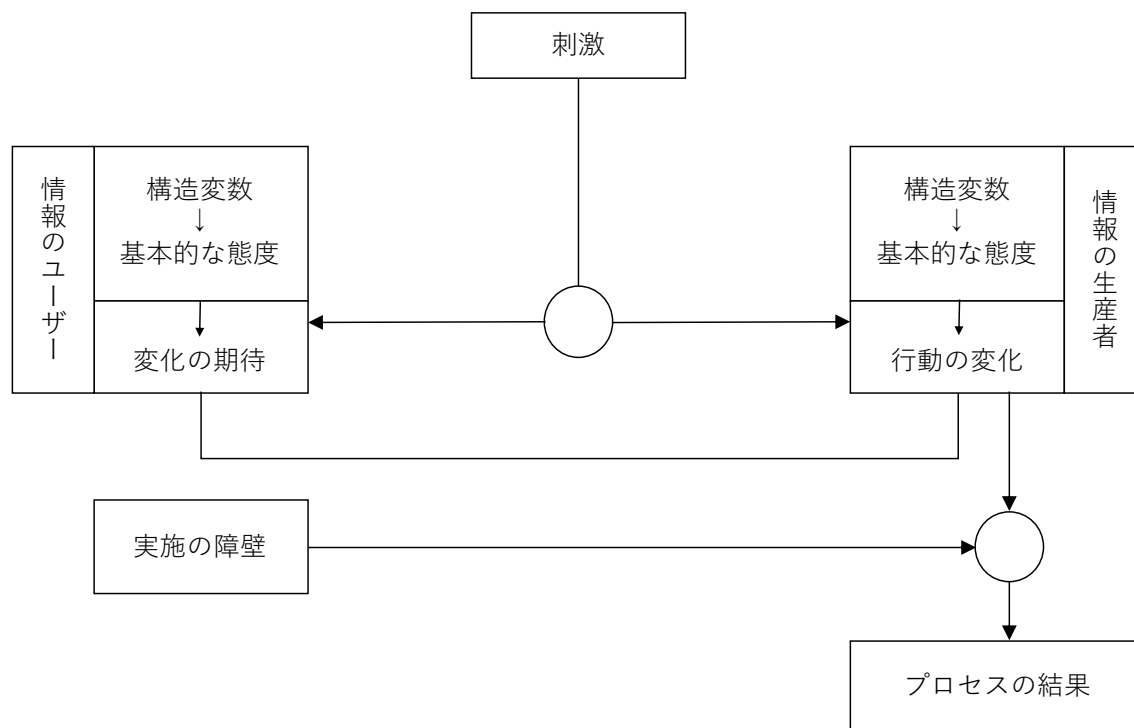 刺激
情報のユーザー
構造変数
↓
基本的な態度
変化の期待
構造変数
↓
基本的な態度
行動の変化
情報の生産者
実施の障壁
プロセスの結果